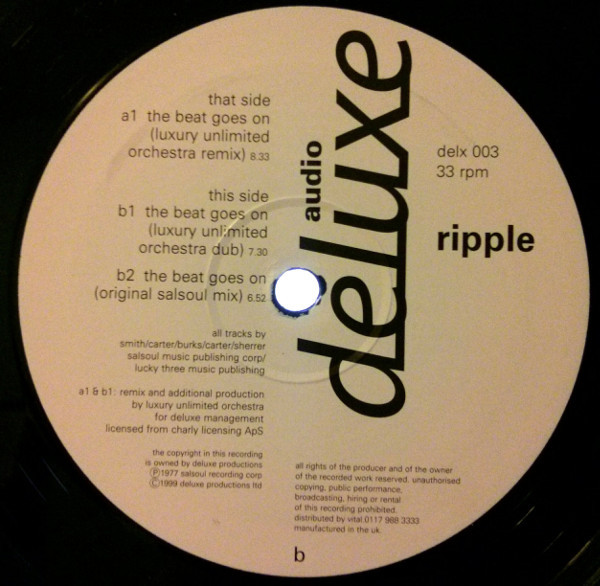 that side
a1 the beat goes on
(luxury unlimited
orchestra remix) 8.33
this side
b1 the beat goes on
(luxury unlimited
orchestra dub) 7.30
b2 the beat goes on
(original salsoul mix) 6.52
all tracks by
smith/carter/burks/carter/sherrer
salsoul music publishing corp/
lucky three music publishing
a1 & b1: remix and additional production
by luxury unlimited orchestra
for deluxe management
licensed from charly licensing ApS
the copyright in this recording
is owned by deluxe productions
Ⓟ1977 salsoul recording corp
Ⓒ1999 deluxe productions ltd
audio
deluxe
delx 003
33 rpm
ripple
all rights of the producer and of the owner
of the recorded work reserved. unauthorised
copying, public performance,
broadcasting, hiring or rental
of this recording prohibited.
distributed by vital 0117 988 3333
manufactured in the uk.
b